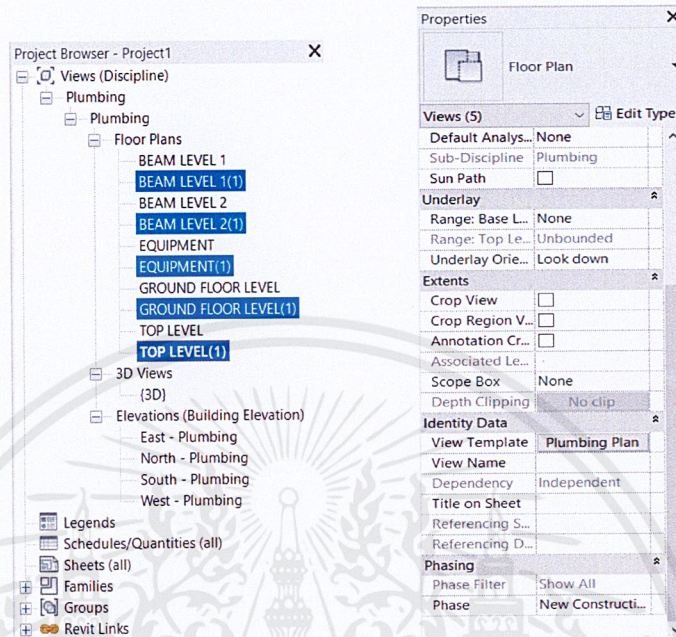 Project Browser - Project1
Views (Discipline)
Plumbing
Plumbing
Floor Plans
BEAM LEVEL 1
BEAM LEVEL 1(1)
BEAM LEVEL 2
BEAM LEVEL 2(1)
EQUIPMENT
EQUIPMENT(1)
GROUND FLOOR LEVEL
GROUND FLOOR LEVEL(1)
TOP LEVEL
TOP LEVEL(1)
3D Views
{3D}
Elevations (Building Elevation)
East - Plumbing
North - Plumbing
South - Plumbing
West - Plumbing
Legends
Schedules/Quantities (all)
Sheets (all)
Families
Groups
Revit Links
Properties
Floor Plan
Views (5) Edit Type
Default Analys... None
Sub-Discipline Plumbing
Sun Path
Underlay
Range: Base L... None
Range: Top Le... Unbounded
Underlay Orie... Look down
Extents
Crop View
Crop Region V...
Annotation Cr...
Associated Le...
Scope Box None
Depth Clipping No clip
Identity Data
View Template Plumbing Plan
View Name
Dependency Independent
Title on Sheet
Referencing S...
Referencing D...
Phasing
Phase Filter Show All
Phase New Constructi...